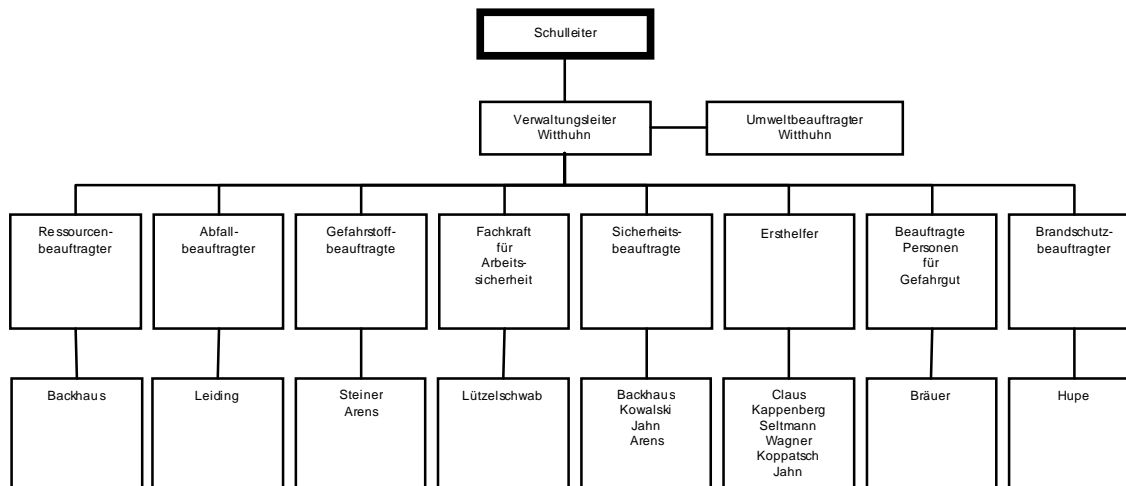 Schulleiter
Verwaltungsleiter
Witthuhn
Umweltbeauftragter
Witthuhn
Ressourcen-
beauftragter
Abfall-
beauftragter
Gefahrstoff-
beauftragte
Fachkraft
für
Arbeits-
sicherheit
Sicherheits-
beauftragte
Ersthelfer
Beauftragte
Personen
für
Gefahrgut
Brandschutz-
beauftragter
Backhaus
Leiding
Steiner
Arens
Lützelschwab
Backhaus
Kowalski
Jahn
Arens
Claus
Kappenberg
Seltmann
Wagner
Koppatsch
Jahn
Bräuer
Hupe